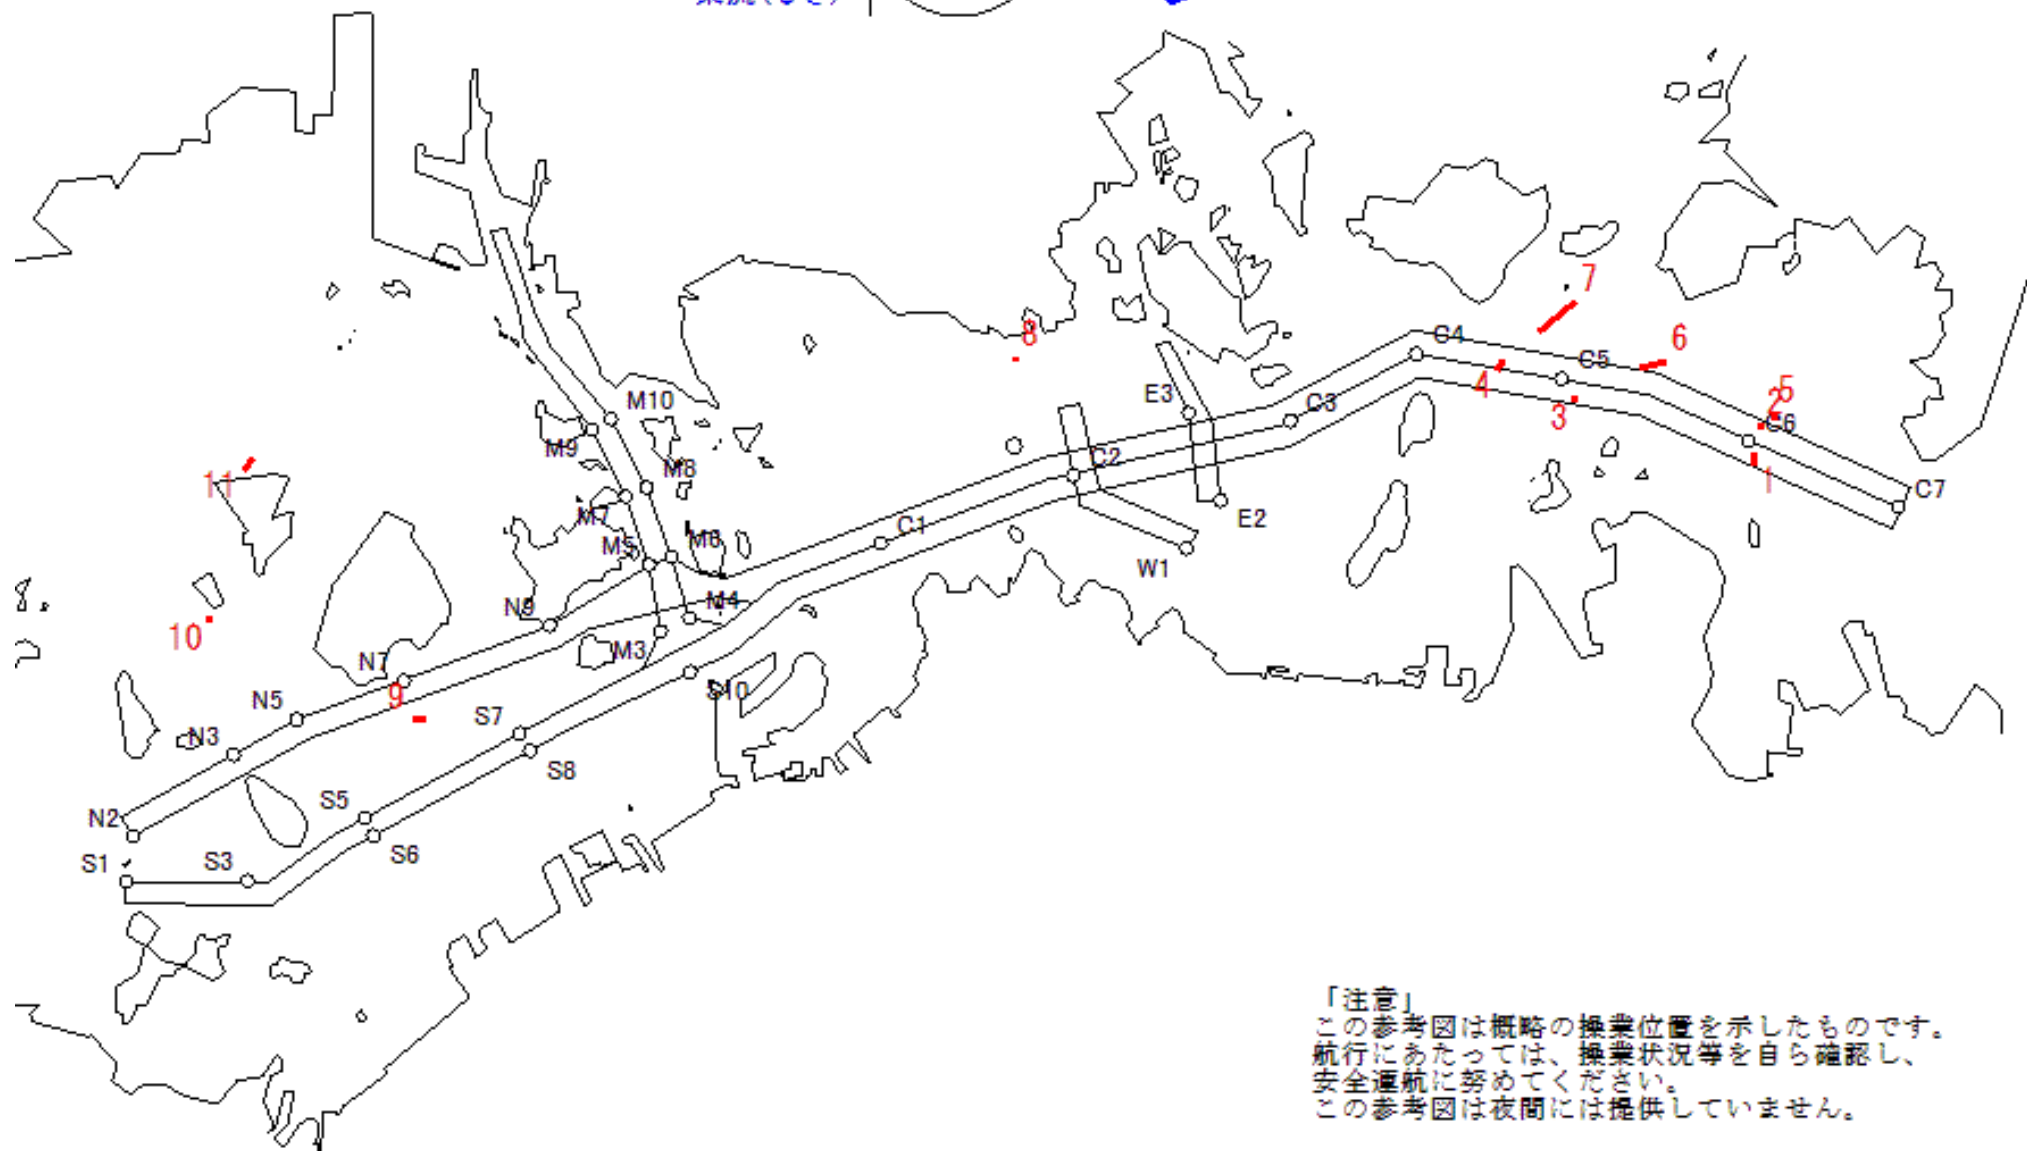 7
C4
8
6
C5
4
E3
5
2
M10
3
C3
C6
M9
C2
M8
11
1
C7
M7
E2
C1
M6
M5
W1
N9
M4
10
M3
N7
S10
9
N5
S7
N3
S8
S5
N2
S6
S1
S3
「注意」
この参考図は概略の操業位置を示したものです。
航行にあたっては、操業状況等を自ら確認し、
安全運航に努めてください。
この参考図は夜間には提供していません。